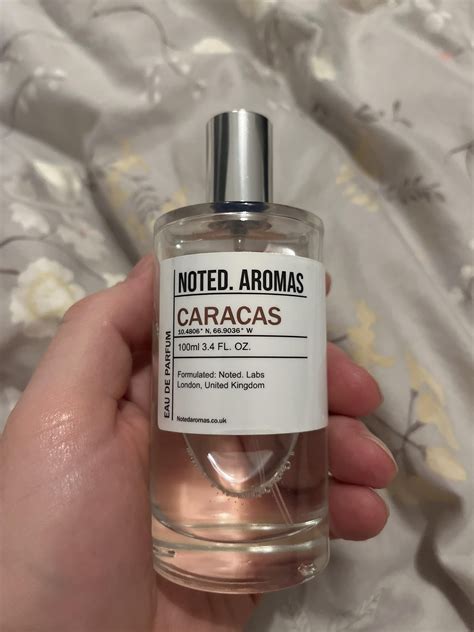 NOTED. AROMAS
CARACAS
10.4806° N, 66.9036° W
100ml 3.4 FL. OZ.
Formulated: Noted. Labs
London, United Kingdom
Notedaromas.co.uk
EAU DE PARFUM